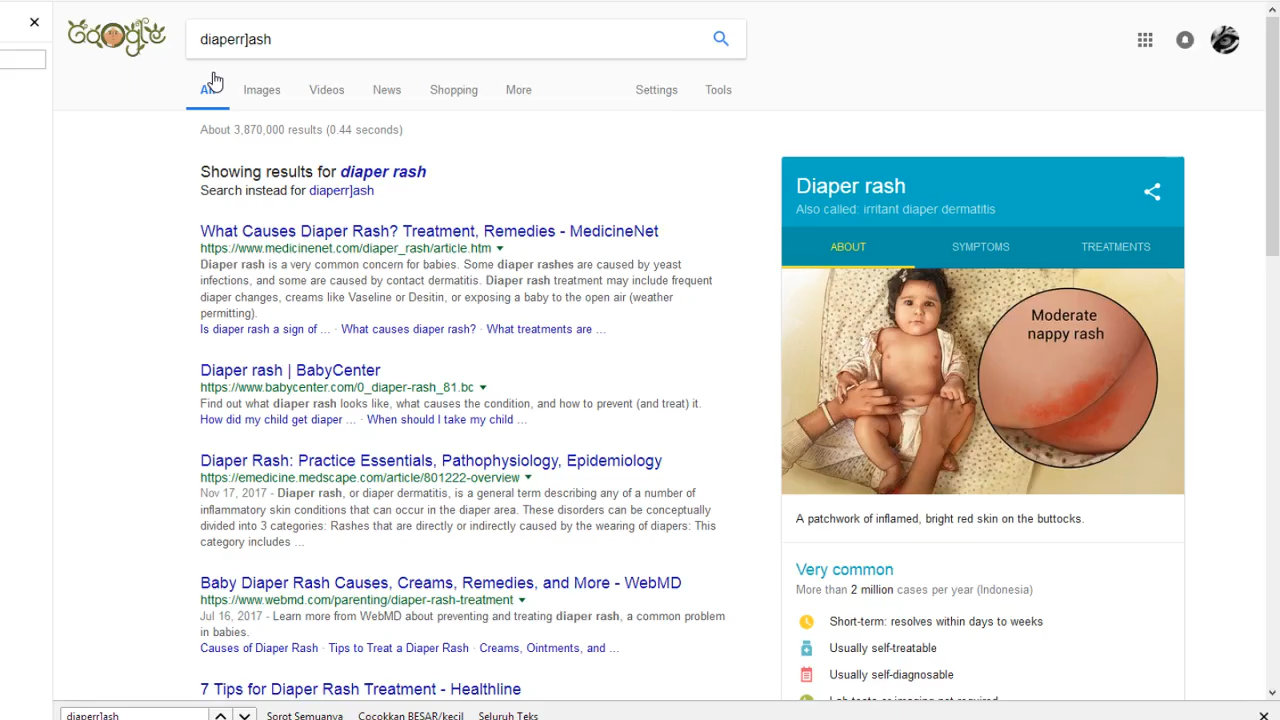 Google
diaperr]ash
All Images Videos News Shopping More Settings Tools
About 3,870,000 results (0.44 seconds)
Showing results for diaper rash
Search instead for diaperr]ash
What Causes Diaper Rash? Treatment, Remedies - MedicineNet
https://www.medicinenet.com/diaper_rash/article.htm
Diaper rash is a very common concern for babies. Some diaper rashes are caused by yeast
infections, and some are caused by contact dermatitis. Diaper rash treatment may include frequent
diaper changes, creams like Vaseline or Desitin, or exposing a baby to the open air (weather
permitting).
Is diaper rash a sign of ... · What causes diaper rash? · What treatments are ...
Diaper rash | BabyCenter
https://www.babycenter.com/0_diaper-rash_81.bc
Find out what diaper rash looks like, what causes the condition, and how to prevent (and treat) it.
How did my child get diaper ... · When should I take my child ...
Diaper Rash: Practice Essentials, Pathophysiology, Epidemiology
https://emedicine.medscape.com/article/801222-overview
Nov 17, 2017 - Diaper rash, or diaper dermatitis, is a general term describing any of a number of
inflammatory skin conditions that can occur in the diaper area. These disorders can be conceptually
divided into 3 categories: Rashes that are directly or indirectly caused by the wearing of diapers: This
category includes ...
Baby Diaper Rash Causes, Creams, Remedies, and More - WebMD
https://www.webmd.com/parenting/diaper-rash-treatment
Jul 16, 2017 - Learn more from WebMD about preventing and treating diaper rash, a common problem
in babies.
Causes of Diaper Rash · Tips to Treat a Diaper Rash · Creams, Ointments, and ...
7 Tips for Diaper Rash Treatment - Healthline
Diaper rash
Also called: irritant diaper dermatitis
ABOUT SYMPTOMS TREATMENTS
Moderate
nappy rash
A patchwork of inflamed, bright red skin on the buttocks.
Very common
More than 2 million cases per year (Indonesia)
Short-term: resolves within days to weeks
Usually self-treatable
Usually self-diagnosable
Lab tests or imaging not required
diaperr]ash Sorot Semuanya Cocokkan BESAR/kecil Seluruh Teks